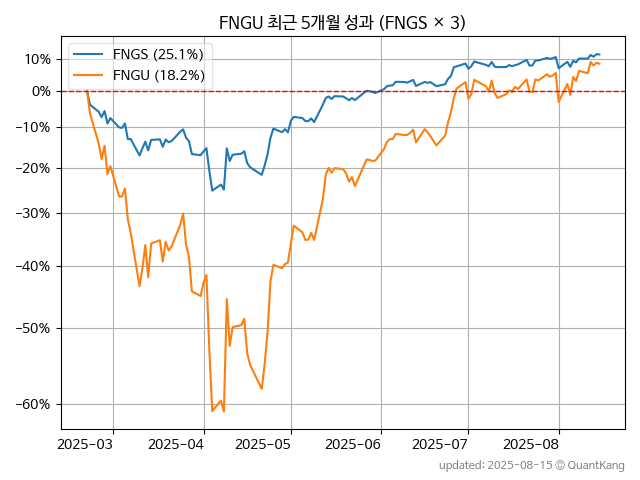 FNGU 최근 5개월 성과 (FNGS × 3)
FNGS (25.1%)
FNGU (18.2%)
10%
0%
−10%
−20%
−30%
−40%
−50%
−60%
2025-03 2025-04 2025-05 2025-06 2025-07 2025-08
updated: 2025-08-15 © QuantKang